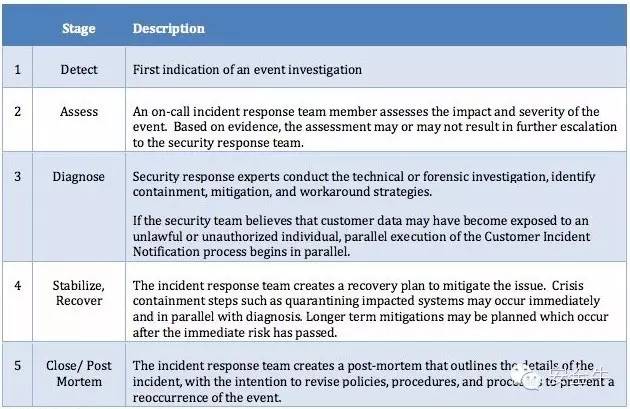 Stage Description
1 Detect First indication of an event investigation
2 Assess An on-call incident response team member assesses the impact and severity of the
event. Based on evidence, the assessment may or may not result in further escalation
to the security response team.
3 Diagnose Security response experts conduct the technical or forensic investigation, identify
containment, mitigation, and workaround strategies.
If the security team believes that customer data may have become exposed to an
unlawful or unauthorized individual, parallel execution of the Customer Incident
Notification process begins in parallel.
4 Stabilize, The incident response team creates a recovery plan to mitigate the issue. Crisis
Recover containment steps such as quarantining impacted systems may occur immediately
and in parallel with diagnosis. Longer term mitigations may be planned which occur
after the immediate risk has passed.
5 Close/ Post The incident response team creates a post-mortem that outlines the details of the
Mortem incident, with the intention to revise policies, procedures, and processes to prevent a
reoccurrence of the event.
安全牛